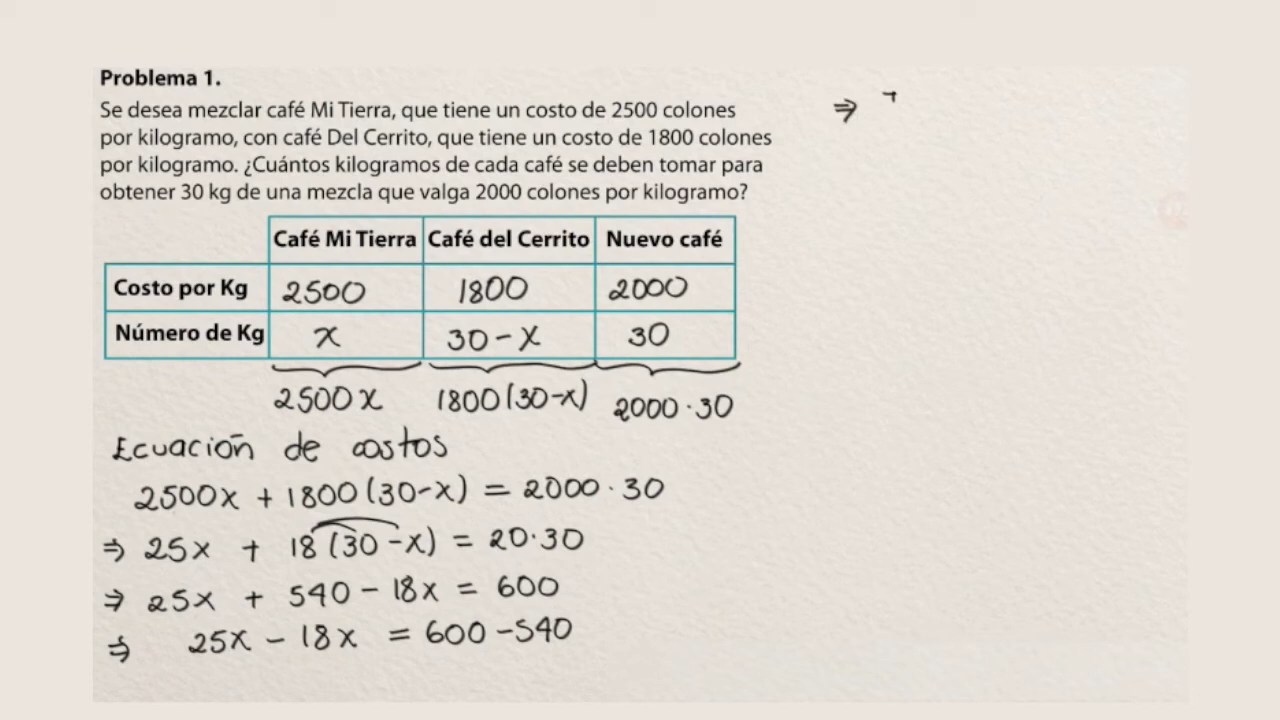 Problema 1.
Se desea mezclar café Mi Tierra, que tiene un costo de 2500 colones
por kilogramo, con café Del Cerrito, que tiene un costo de 1800 colones
por kilogramo. ¿Cuántos kilogramos de cada café se deben tomar para
obtener 30 kg de una mezcla que valga 2000 colones por kilogramo?
Café Mi Tierra Café del Cerrito Nuevo café
Costo por Kg 2500 1800 2000
Número de Kg x 30 - x 30
2500x 1800(30-x) 2000·30
Ecuación de costos
2500x + 1800(30-x) = 2000·30
⇒ 25x + 18(30-x) = 20·30
⇒ 25x + 540 - 18x = 600
⇒ 25x - 18x = 600 - 540
⇒